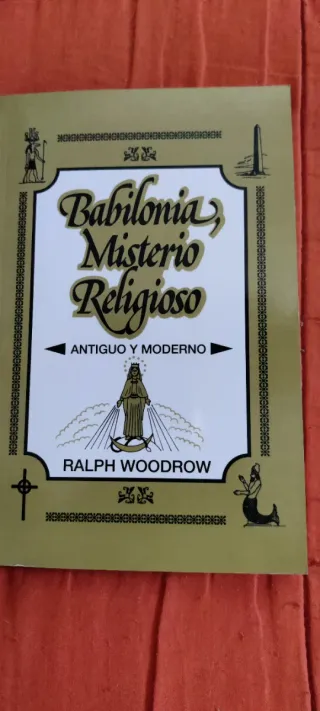 Babilonia,
Misterio
Religioso
ANTIGUO Y MODERNO
RALPH WOODROW